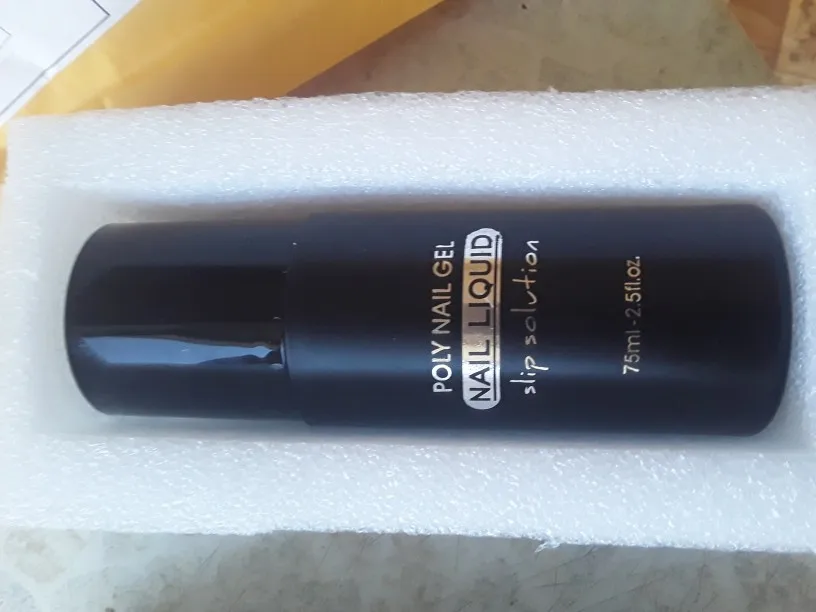 POLY NAIL GEL
NAIL LIQUID
slip solution
75ml-2.5fl.oz.